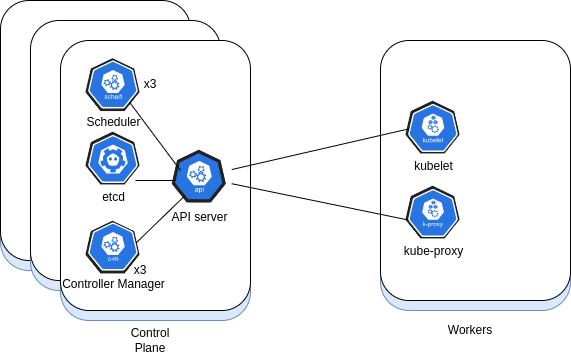 x3
sched
Scheduler
etcd
api
API server
c-m
x3
Controller Manager
Control
Plane
kubelet
kubelet
k-proxy
kube-proxy
Workers